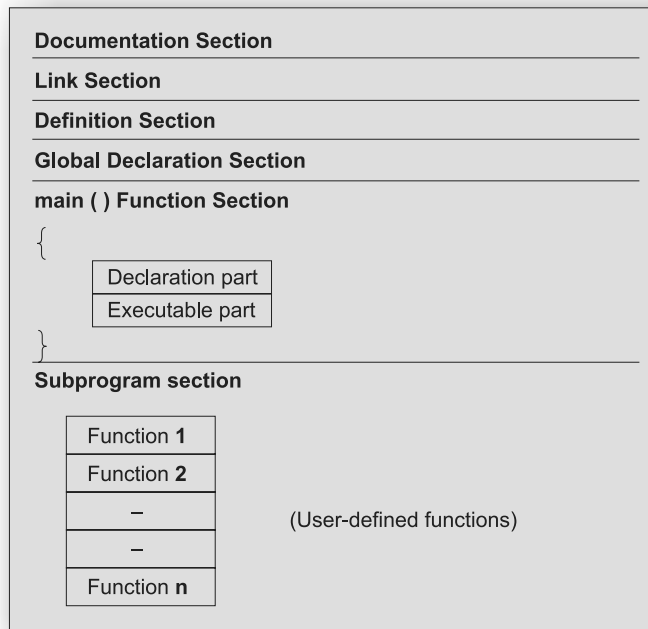 Documentation Section
Link Section
Definition Section
Global Declaration Section
main ( ) Function Section
{
Declaration part
Executable part
}
Subprogram section
Function 1
Function 2
–
–
(User-defined functions)
Function n